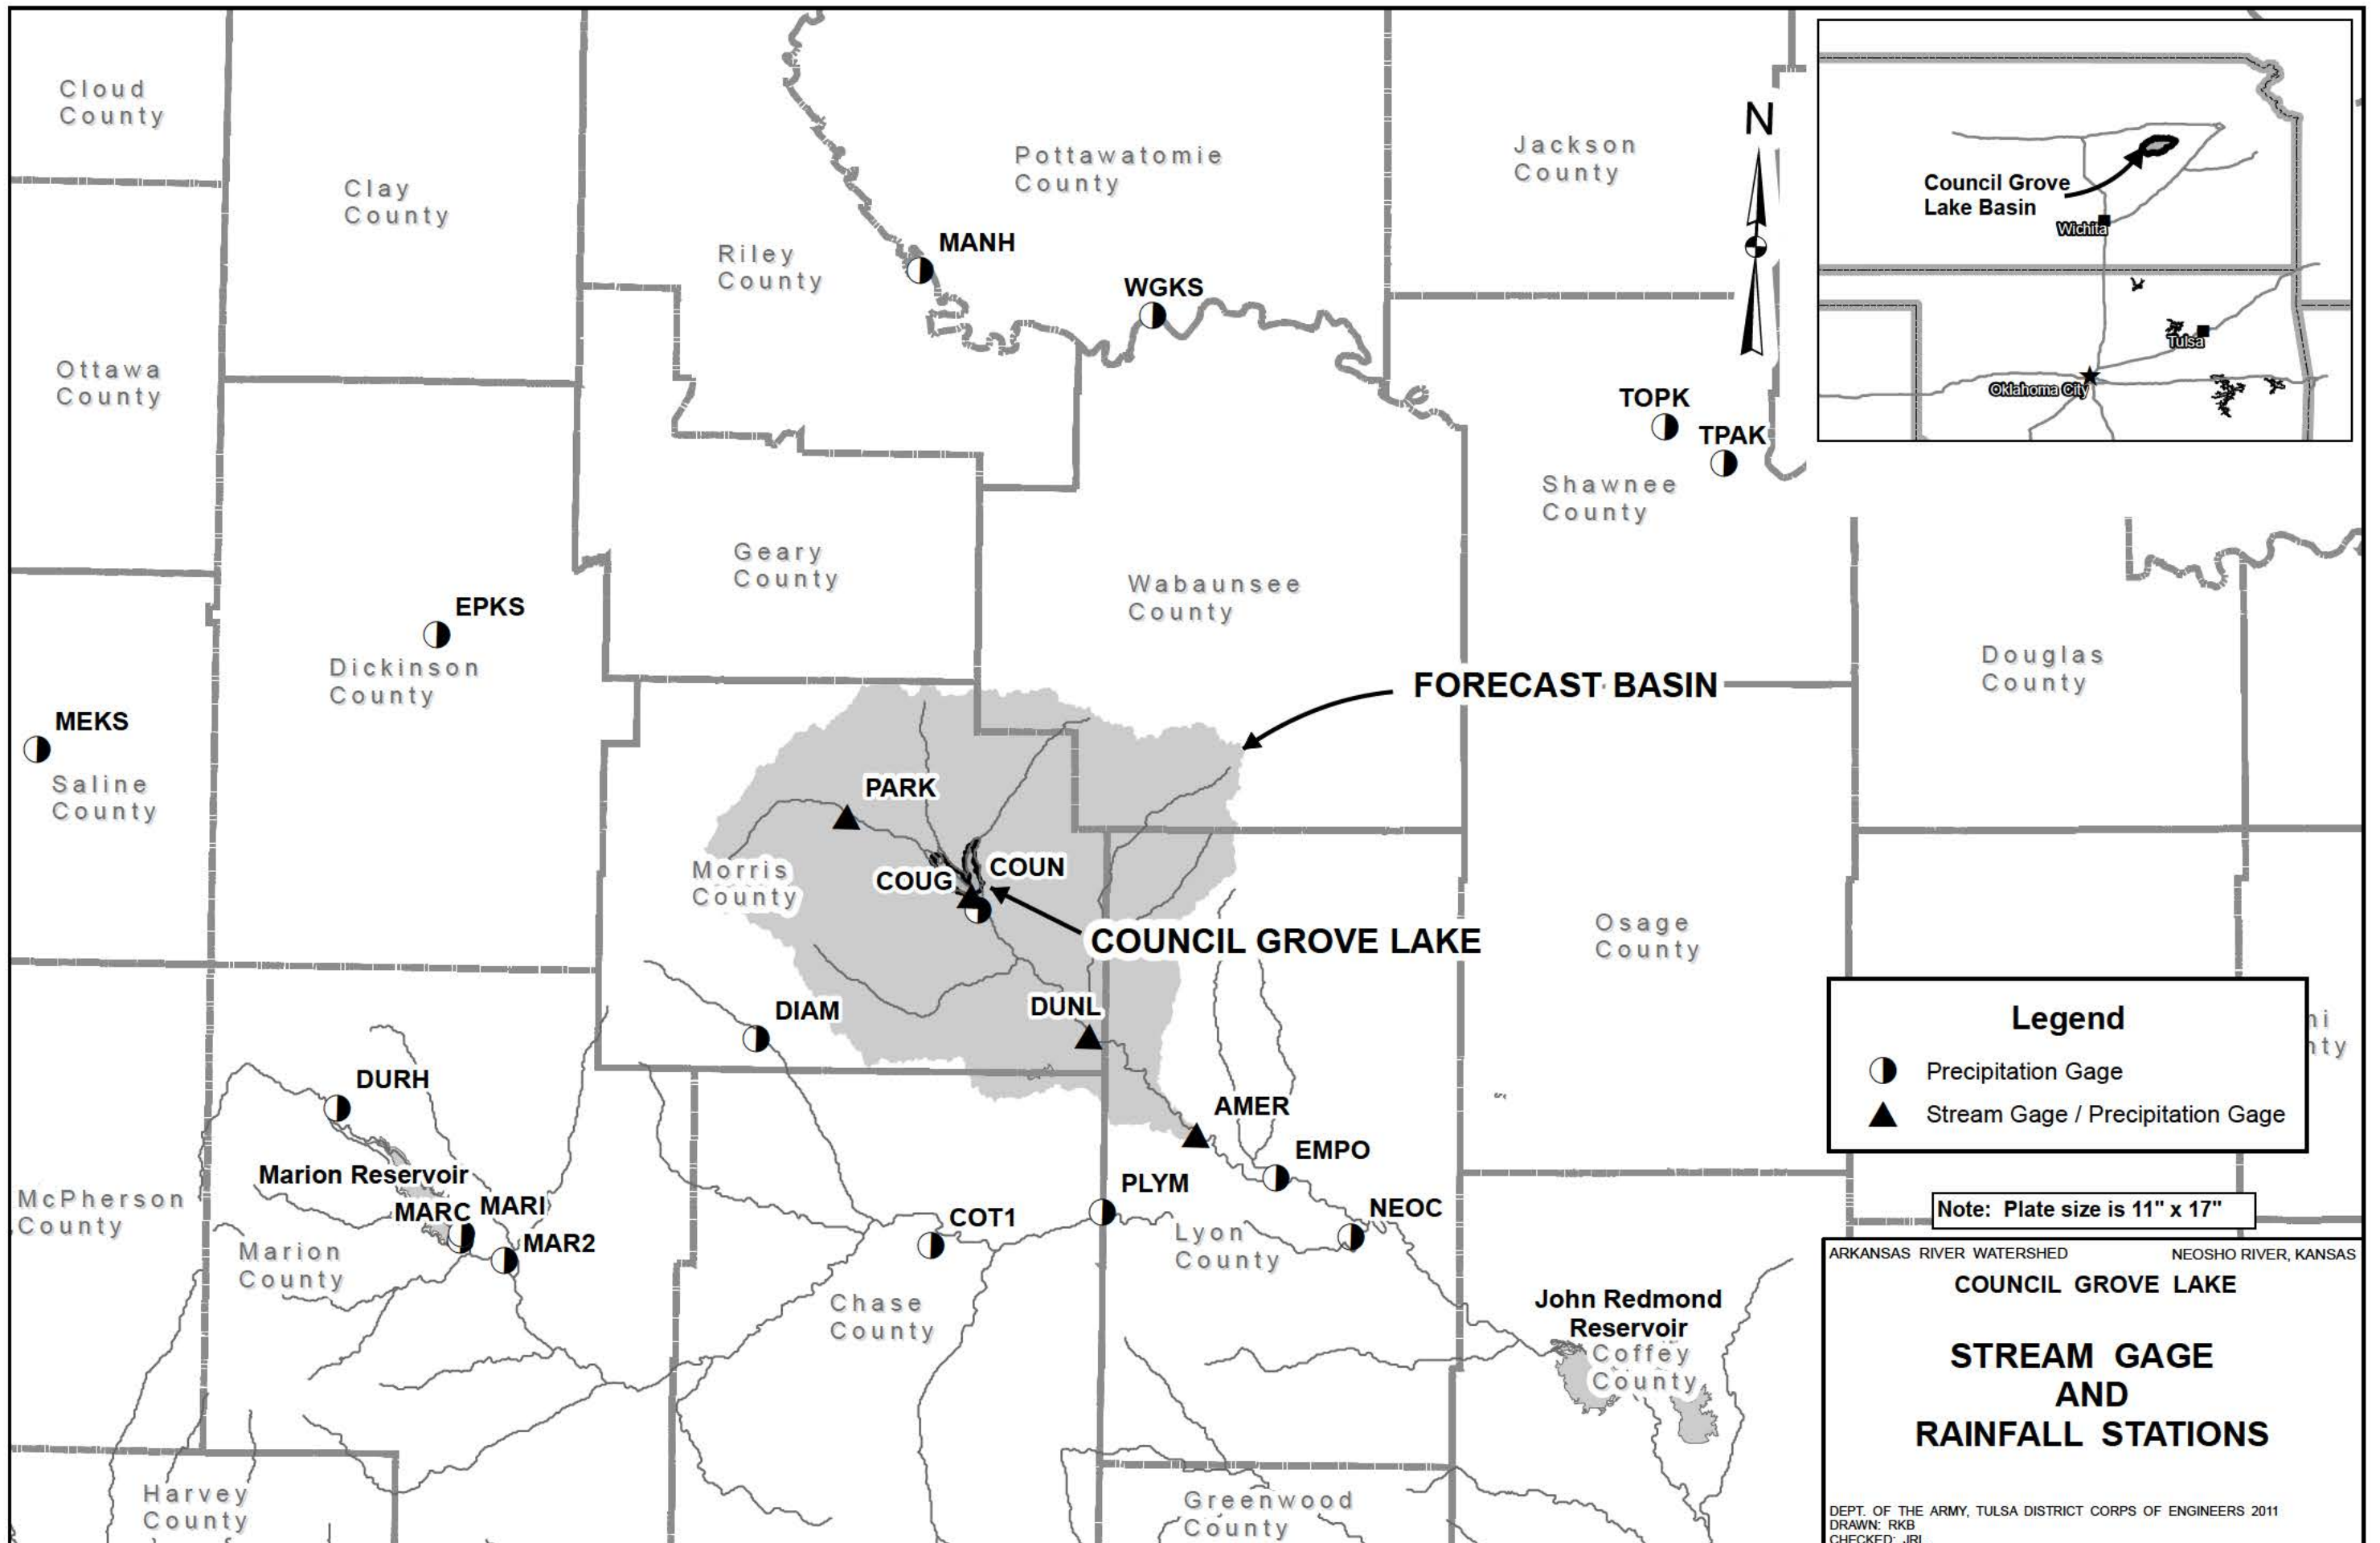 Cloud
County
Clay
County
Ottawa
County
Riley
County
MANH
Pottawatomie
County
WGKS
Jackson
County
N
Council Grove
Lake Basin
Wichita
Tulsa
Oklahoma City
TOPK
TPAK
Shawnee
County
Geary
County
Wabaunsee
County
EPKS
Dickinson
County
MEKS
Saline
County
FORECAST BASIN
Douglas
County
PARK
Morris
County
COUG
COUN
COUNCIL GROVE LAKE
Osage
County
DIAM
DUNL
DURH
Marion Reservoir
MARC
MARI
MAR2
McPherson
County
Marion
County
AMER
EMPO
PLYM
COT1
NEOC
Lyon
County
Chase
County
John Redmond
Reservoir
Coffey
County
Harvey
County
Greenwood
County
Legend
Precipitation Gage
Stream Gage / Precipitation Gage
ni
nty
Note: Plate size is 11" x 17"
ARKANSAS RIVER WATERSHED NEOSHO RIVER, KANSAS
COUNCIL GROVE LAKE
STREAM GAGE
AND
RAINFALL STATIONS
DEPT. OF THE ARMY, TULSA DISTRICT CORPS OF ENGINEERS 2011
DRAWN: RKB
CHECKED: JRL